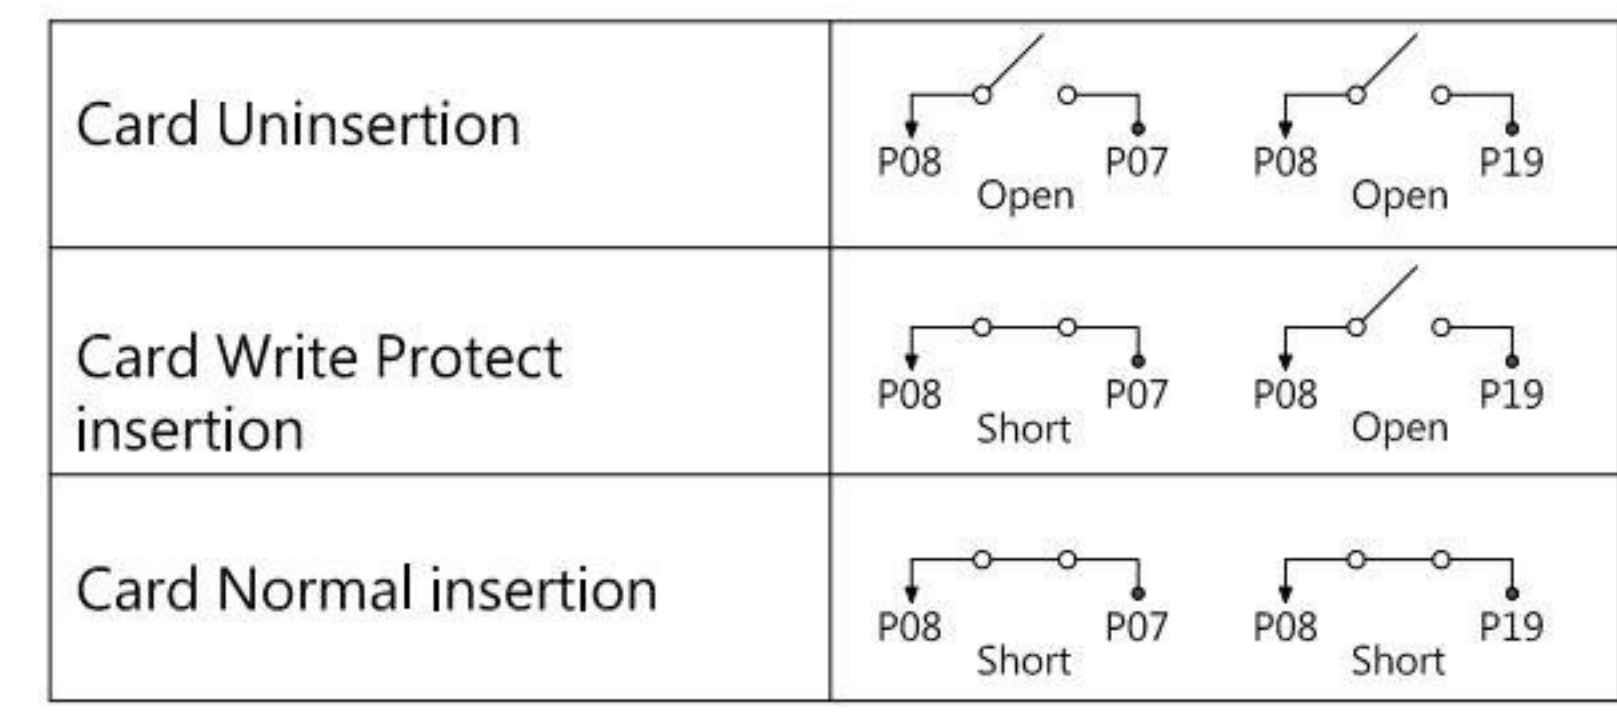 Card Uninsertion
P08 P07 P08 P19
Open Open
Card Write Protect
insertion
P08 P07 P08 P19
Short Open
Card Normal insertion
P08 P07 P08 P19
Short Short